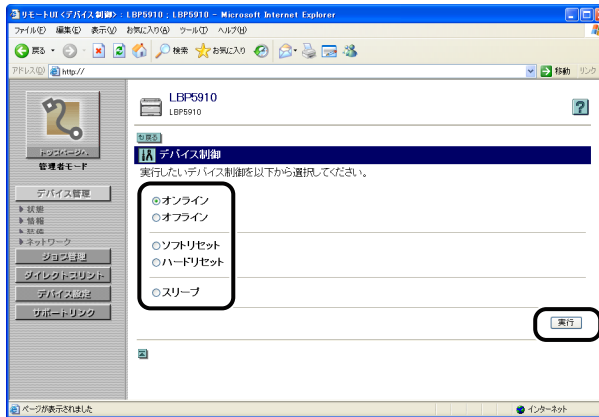 リモートUI <デバイス制御> : LBP5910 ; LBP5910 - Microsoft Internet Explorer
ファイル(F) 編集(E) 表示(V) お気に入り(A) ツール(T) ヘルプ(H)
戻る 検索 お気に入り
アドレス(D) http:// 移動 リンク
LBP5910
LBP5910
トップページへ
管理者モード
デバイス管理
状態
情報
ネットワーク
ジョブ管理
ダイレクトプリント
デバイス設定
サポートリンク
もどる
デバイス制御
実行したいデバイス制御を以下から選択してください。
オンライン
オフライン
ソフトリセット
ハードリセット
スリープ
実行
ページが表示されました インターネット